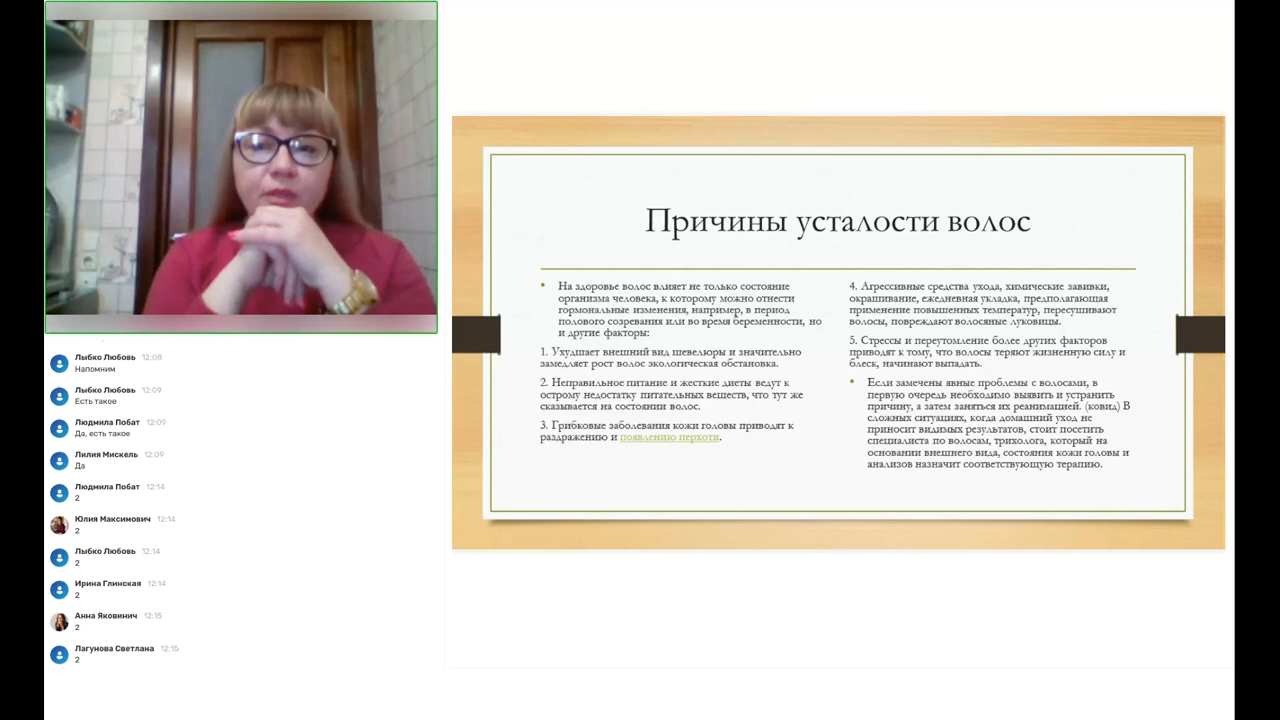 Лыбко Любовь 12:08
Напомним
Лыбко Любовь 12:09
Есть такое
Людмила Побат 12:09
Да, есть такое
Лилия Мискель 12:09
Да
Людмила Побат 12:14
2
Юлия Максимович 12:14
2
Лыбко Любовь 12:14
2
Ирина Глинская 12:14
2
Анна Яковинич 12:15
2
Лагунова Светлана 12:15
2
Причины усталости волос
• На здоровье волос влияет не только состояние
организма человека, к которому можно отнести
гормональные изменения, например, в период
полового созревания или во время беременности, но
и другие факторы:
1. Ухудшает внешний вид шевелюры и значительно
замедляет рост волос экологическая обстановка.
2. Неправильное питание и жесткие диеты ведут к
острому недостатку питательных веществ, что тут же
сказывается на состоянии волос.
3. Грибковые заболевания кожи головы приводят к
раздражению и появлению перхоти.
4. Агрессивные средства ухода, химические завивки,
окрашивание, ежедневная укладка, предполагающая
применение повышенных температур, пересушивают
волосы, повреждают волосяные луковицы.
5. Стрессы и переутомление более других факторов
приводят к тому, что волосы теряют жизненную силу и
блеск, начинают выпадать.
• Если замечены явные проблемы с волосами, в
первую очередь необходимо выявить и устранить
причину, а затем заняться их реанимацией. (ковид) В
сложных ситуациях, когда домашний уход не
приносит видимых результатов, стоит посетить
специалиста по волосам, трихолога, который на
основании внешнего вида, состояния кожи головы и
анализов назначит соответствующую терапию.